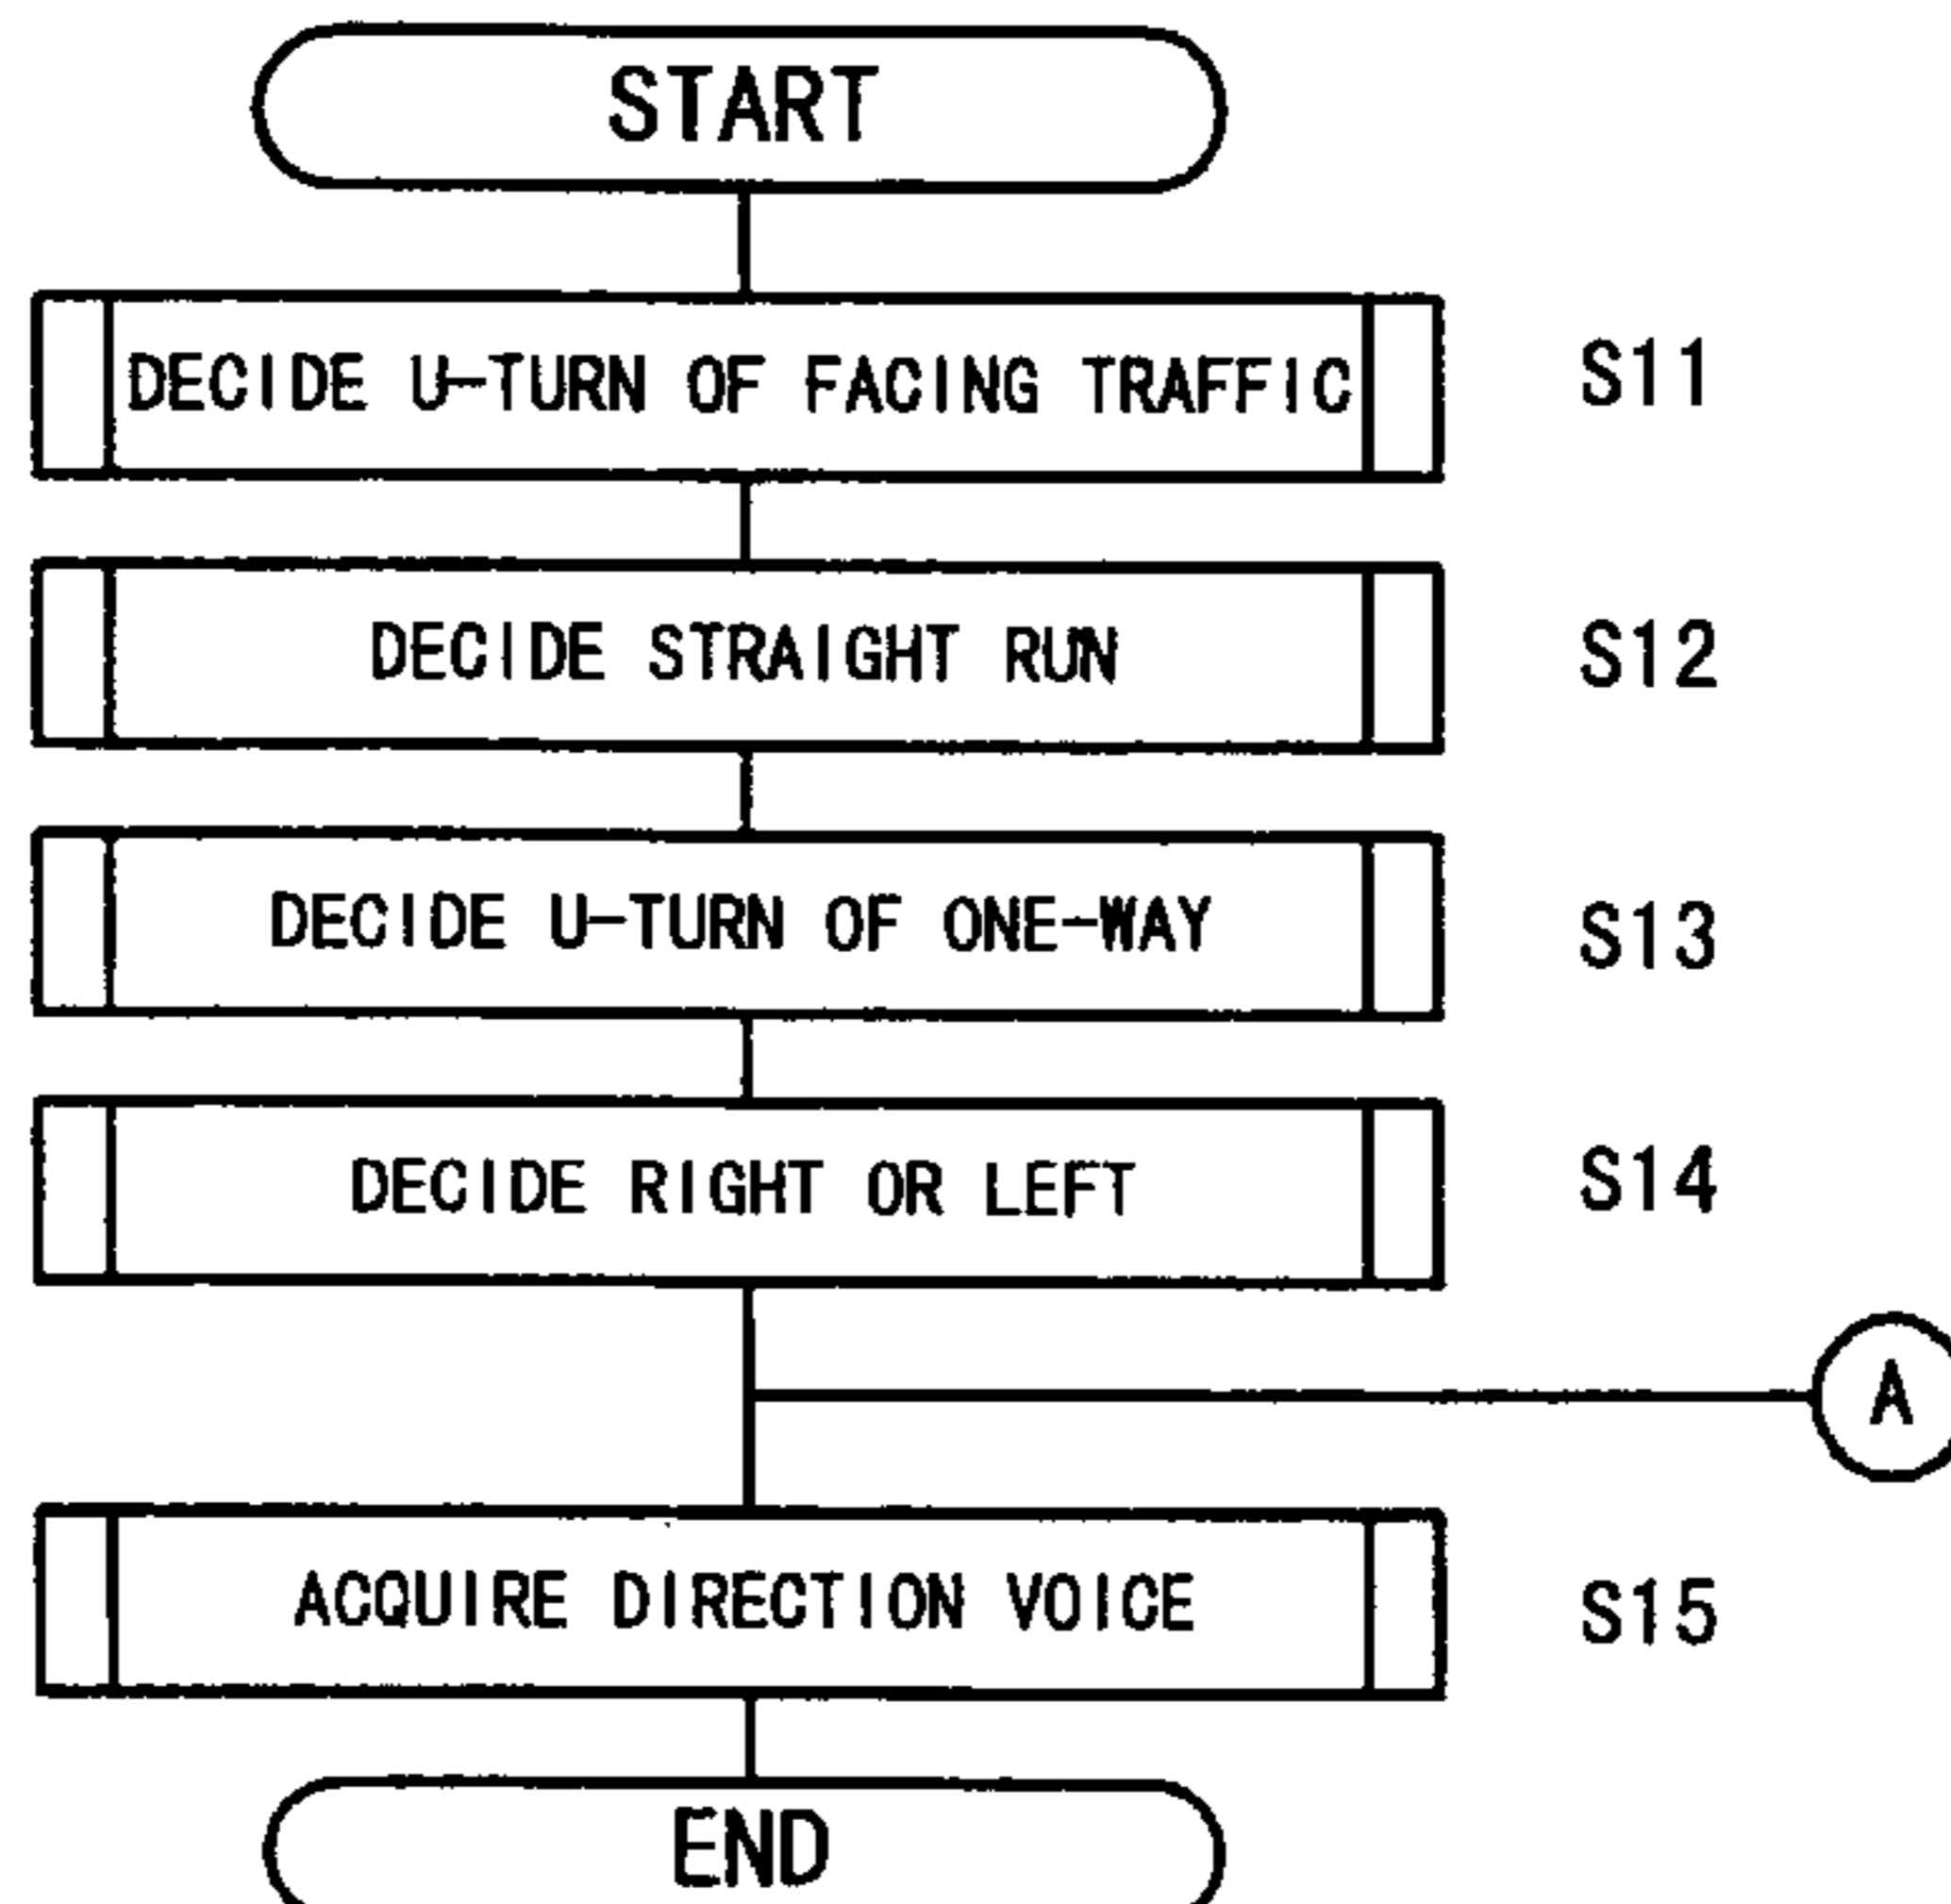 START
DECIDE U-TURN OF FACING TRAFFIC S11
DECIDE STRAIGHT RUN S12
DECIDE U-TURN OF ONE-WAY S13
DECIDE RIGHT OR LEFT S14
A
ACQUIRE DIRECTION VOICE S15
END